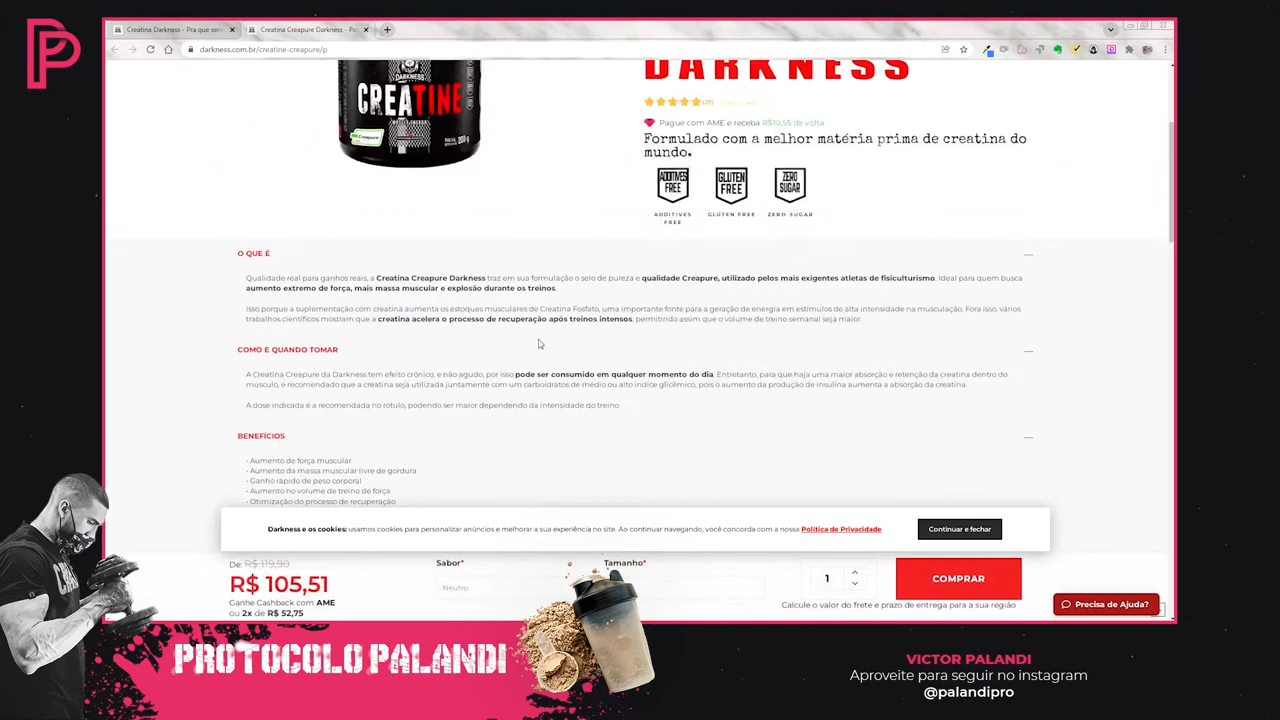 Creatina Darkness - Pra que ser
Creatina Creapure Darkness - Pa
darkness.com.br/creatine-creapure/p
DARKNESS
DARKNESS
CREATINE
Creapure
200 g
(28)
Pague com AME e receba R$10,55 de volta
Formulado com a melhor matéria prima de creatina do
mundo.
ADDITIVES
FREE
GLUTEN
FREE
ZERO
SUGAR
ADDITIVES
FREE
GLÚTEN FREE
ZERO SUGAR
O QUE É
Qualidade real para ganhos reais, a Creatina Creapure Darkness traz em sua formulação o selo de pureza e qualidade Creapure, utilizado pelos mais exigentes atletas de fisiculturismo. Ideal para quem busca
aumento extremo de força, mais massa muscular e explosão durante os treinos.
Isso porque a suplementação com creatina aumenta os estoques musculares de Creatina Fosfato, uma importante fonte para a geração de energia em estímulos de alta intensidade na musculação. Fora isso, vários
trabalhos científicos mostram que a creatina acelera o processo de recuperação após treinos intensos, permitindo assim que o volume de treino semanal seja maior.
COMO E QUANDO TOMAR
A Creatina Creapure da Darkness tem efeito crônico, e não agudo, por isso pode ser consumido em qualquer momento do dia. Entretanto, para que haja uma maior absorção e retenção da creatina dentro do
músculo, e recomendado que a creatina seja utilizada juntamente com um carboidratos de médio ou alto índice glicêmico, pois o aumento da produção de insulina aumenta a absorção da creatina.
A dose indicada é a recomendada no rótulo, podendo ser maior dependendo da intensidade do treino.
BENEFÍCIOS
• Aumento de força muscular
• Aumento da massa muscular livre de gordura
• Ganho rápido de peso corporal
• Aumento no volume de treino de força
• Otimização do processo de recuperação
Darkness e os cookies: usamos cookies para personalizar anúncios e melhorar a sua experiência no site. Ao continuar navegando, você concorda com a nossa Política de Privacidade
Continuar e fechar
De: R$ 119,90
R$ 105,51
Ganhe Cashback com AME
ou 2x de R$ 52,75
Sabor*
Neutro
Tamanho*
1
COMPRAR
Calcule o valor do frete e prazo de entrega para a sua região
Precisa de Ajuda?
PROTOCOLO PALANDI
VICTOR PALANDI
Aproveite para seguir no instagram
@palandipro